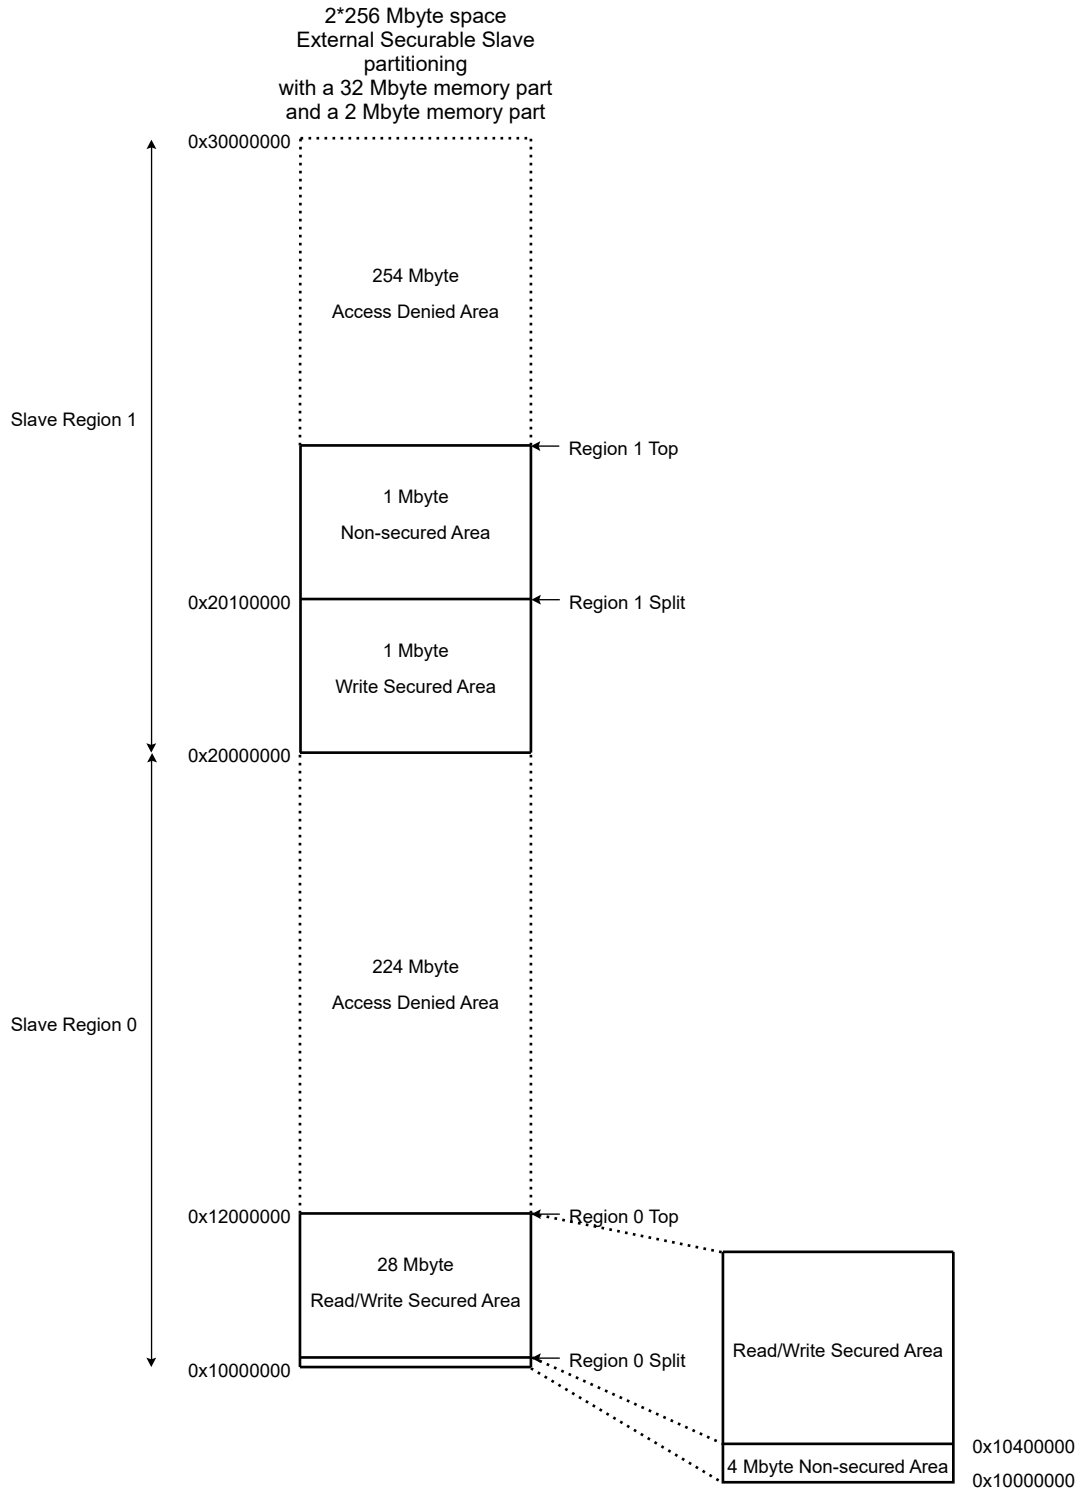 2*256 Mbyte space
External Securable Slave
partitioning
with a 32 Mbyte memory part
and a 2 Mbyte memory part
0x30000000
254 Mbyte
Access Denied Area
Slave Region 1
Region 1 Top
1 Mbyte
Non-secured Area
0x20100000
Region 1 Split
1 Mbyte
Write Secured Area
0x20000000
224 Mbyte
Access Denied Area
Slave Region 0
0x12000000
Region 0 Top
28 Mbyte
Read/Write Secured Area
Read/Write Secured Area
Region 0 Split
0x10000000
0x10400000
4 Mbyte Non-secured Area
0x10000000